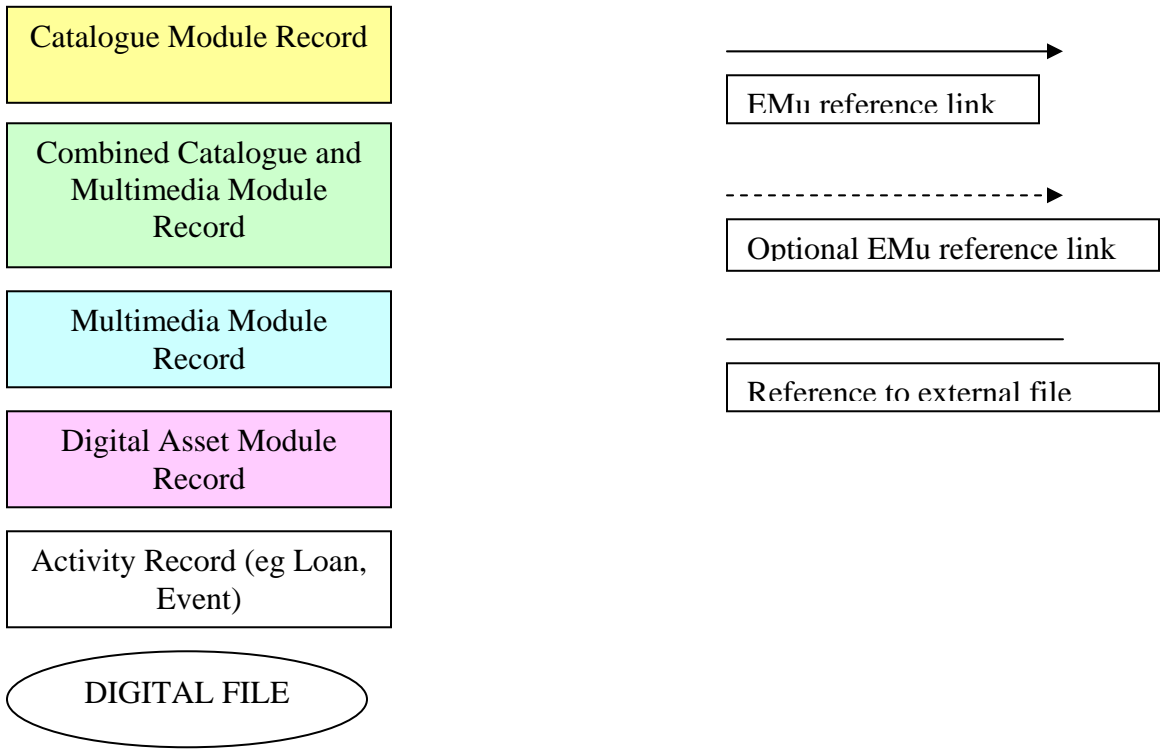 Catalogue Module Record
Combined Catalogue and
Multimedia Module
Record
Multimedia Module
Record
Digital Asset Module
Record
Activity Record (eg Loan,
Event)
DIGITAL FILE
EMu reference link
Optional EMu reference link
Reference to external file